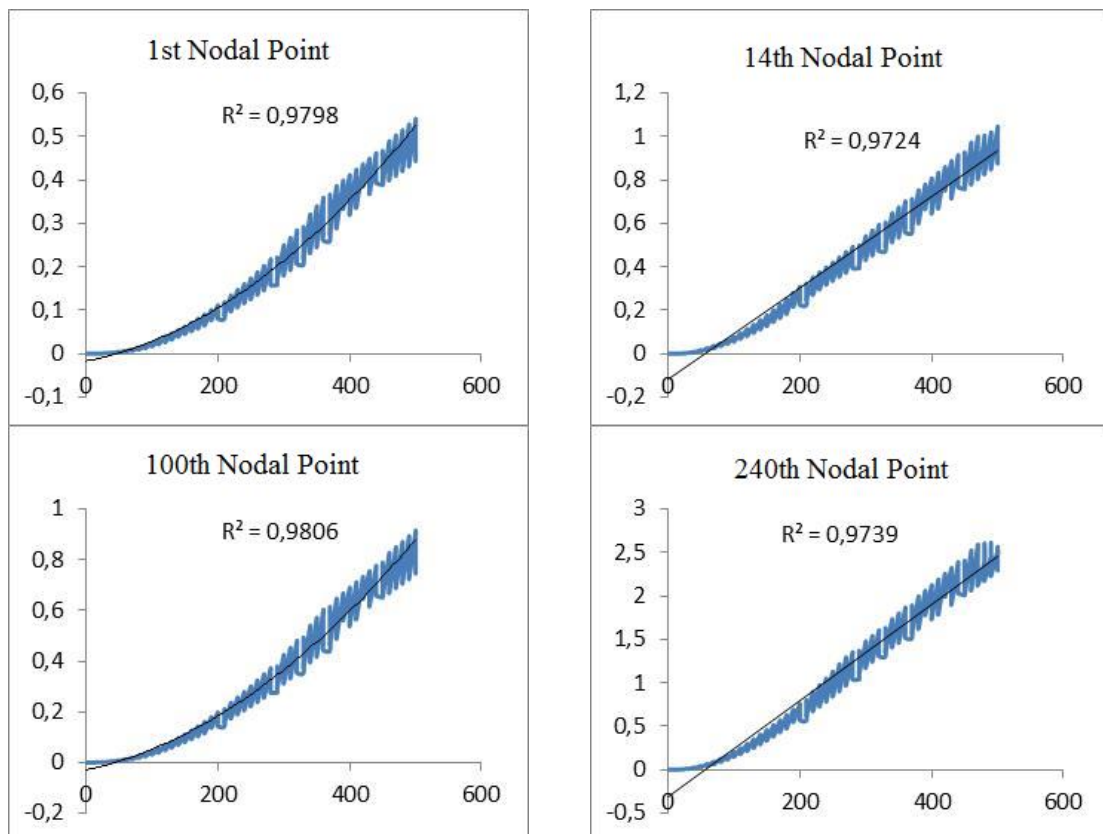 1st Nodal Point
R² = 0,9798
0,6
0,5
0,4
0,3
0,2
0,1
0
-0,1
0 200 400 600
14th Nodal Point
R² = 0,9724
1,2
1
0,8
0,6
0,4
0,2
0
-0,2
0 200 400 600
100th Nodal Point
R² = 0,9806
1
0,8
0,6
0,4
0,2
0
-0,2
0 200 400 600
240th Nodal Point
R² = 0,9739
3
2,5
2
1,5
1
0,5
0
-0,5
0 200 400 600